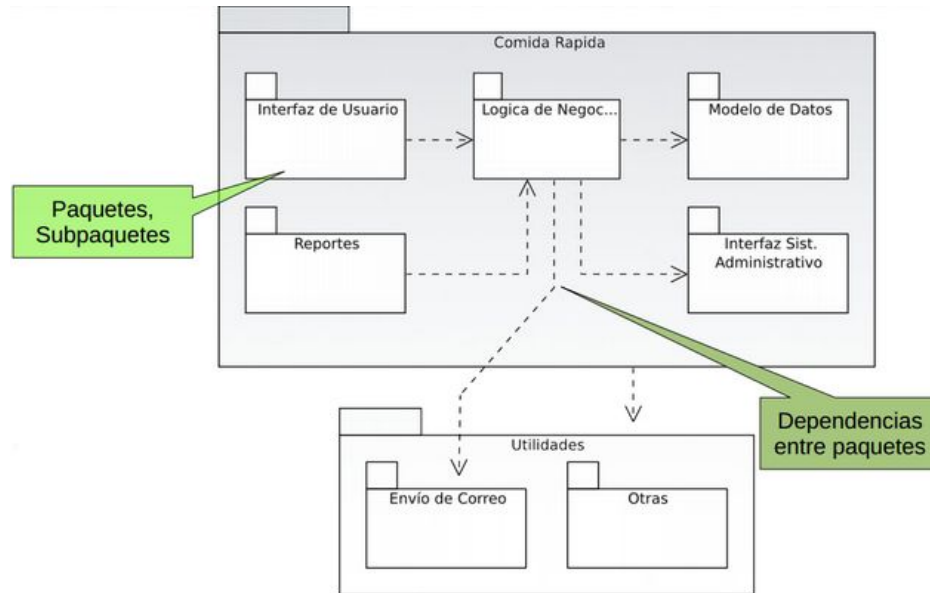 Comida Rapida
Interfaz de Usuario
Logica de Negoc...
Modelo de Datos
Paquetes,
Subpaquetes
Reportes
Interfaz Sist.
Administrativo
Dependencias
entre paquetes
Utilidades
Envío de Correo
Otras